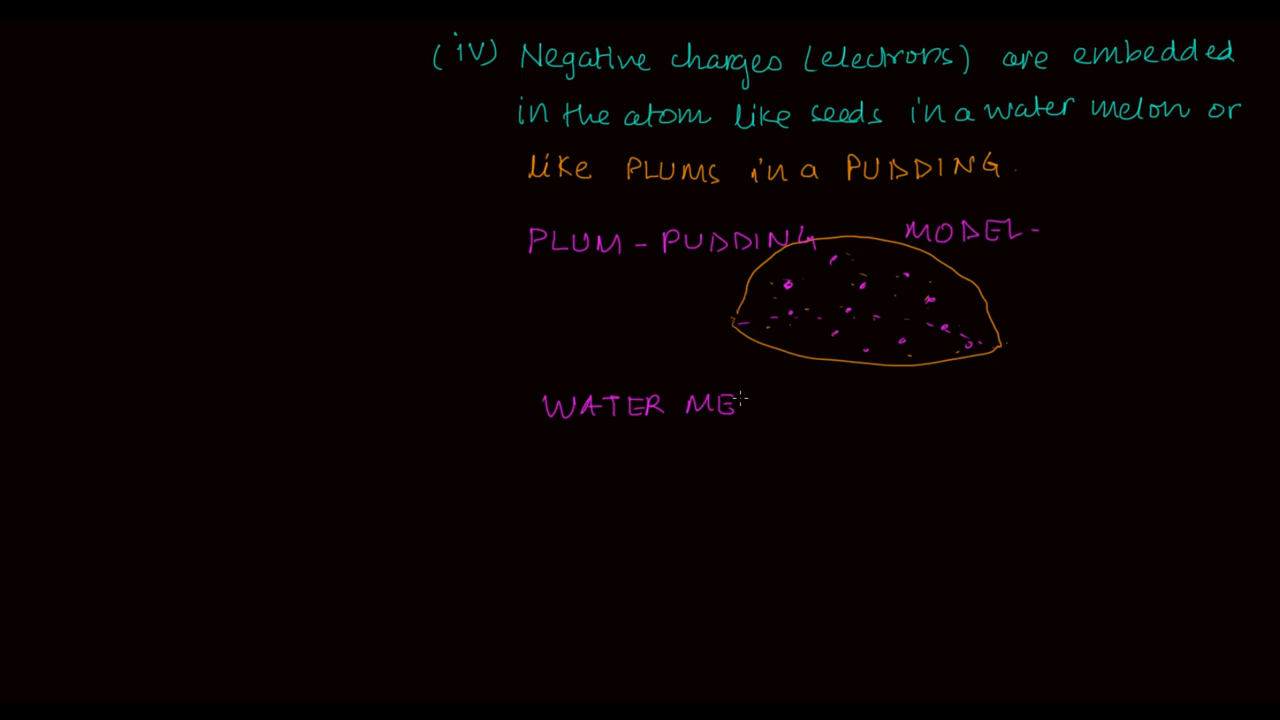 (iv) Negative charges (electrons) are embedded
in the atom like seeds in a water melon or
like PLUMS in a PUDDING.
PLUM-PUDDING MODEL-
WATER ME